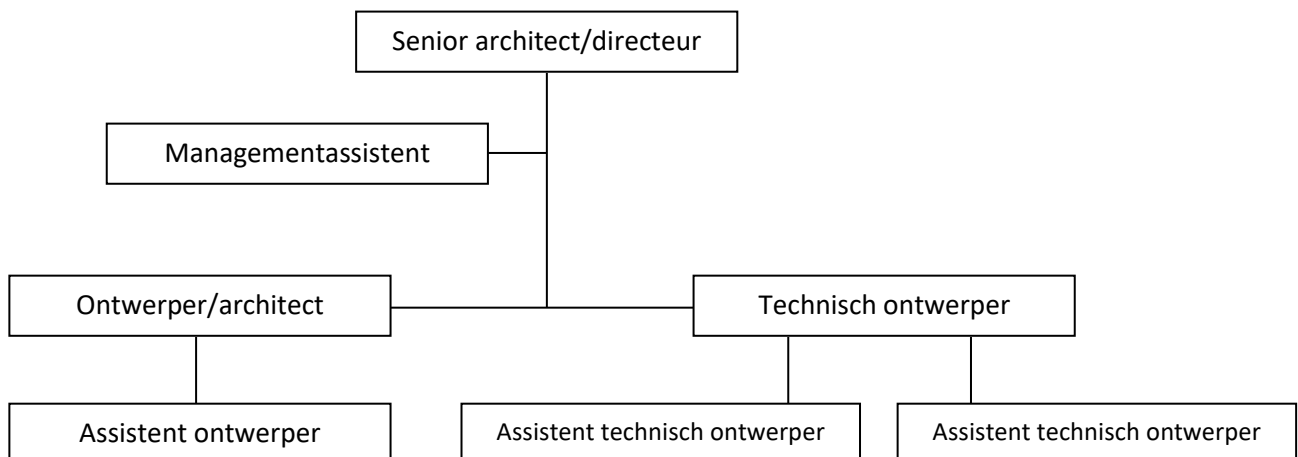 Senior architect/directeur
Managementassistent
Ontwerper/architect
Technisch ontwerper
Assistent ontwerper
Assistent technisch ontwerper
Assistent technisch ontwerper